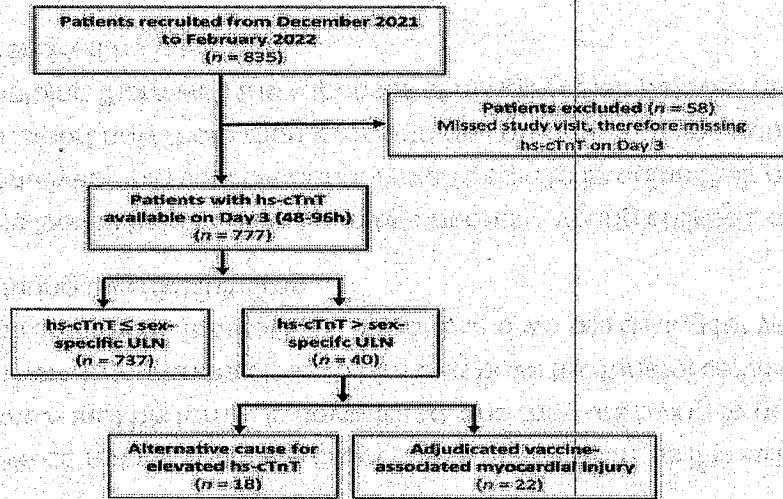 Patients recruited from December 2021
to February 2022
(n = 835)
Patients excluded (n = 58)
Missed study visit, therefore missing
hs-cTnT on Day 3
Patients with hs-cTnT
available on Day 3 (48-96h)
(n = 777)
hs-cTnT ≤ sex-
specific ULN
(n = 737)
hs-cTnT > sex-
specifc ULN
(n = 40)
Alternative cause for
elevated hs-cTnT
(n = 18)
Adjudicated vaccine-
associated myocardial injury
(n = 22)